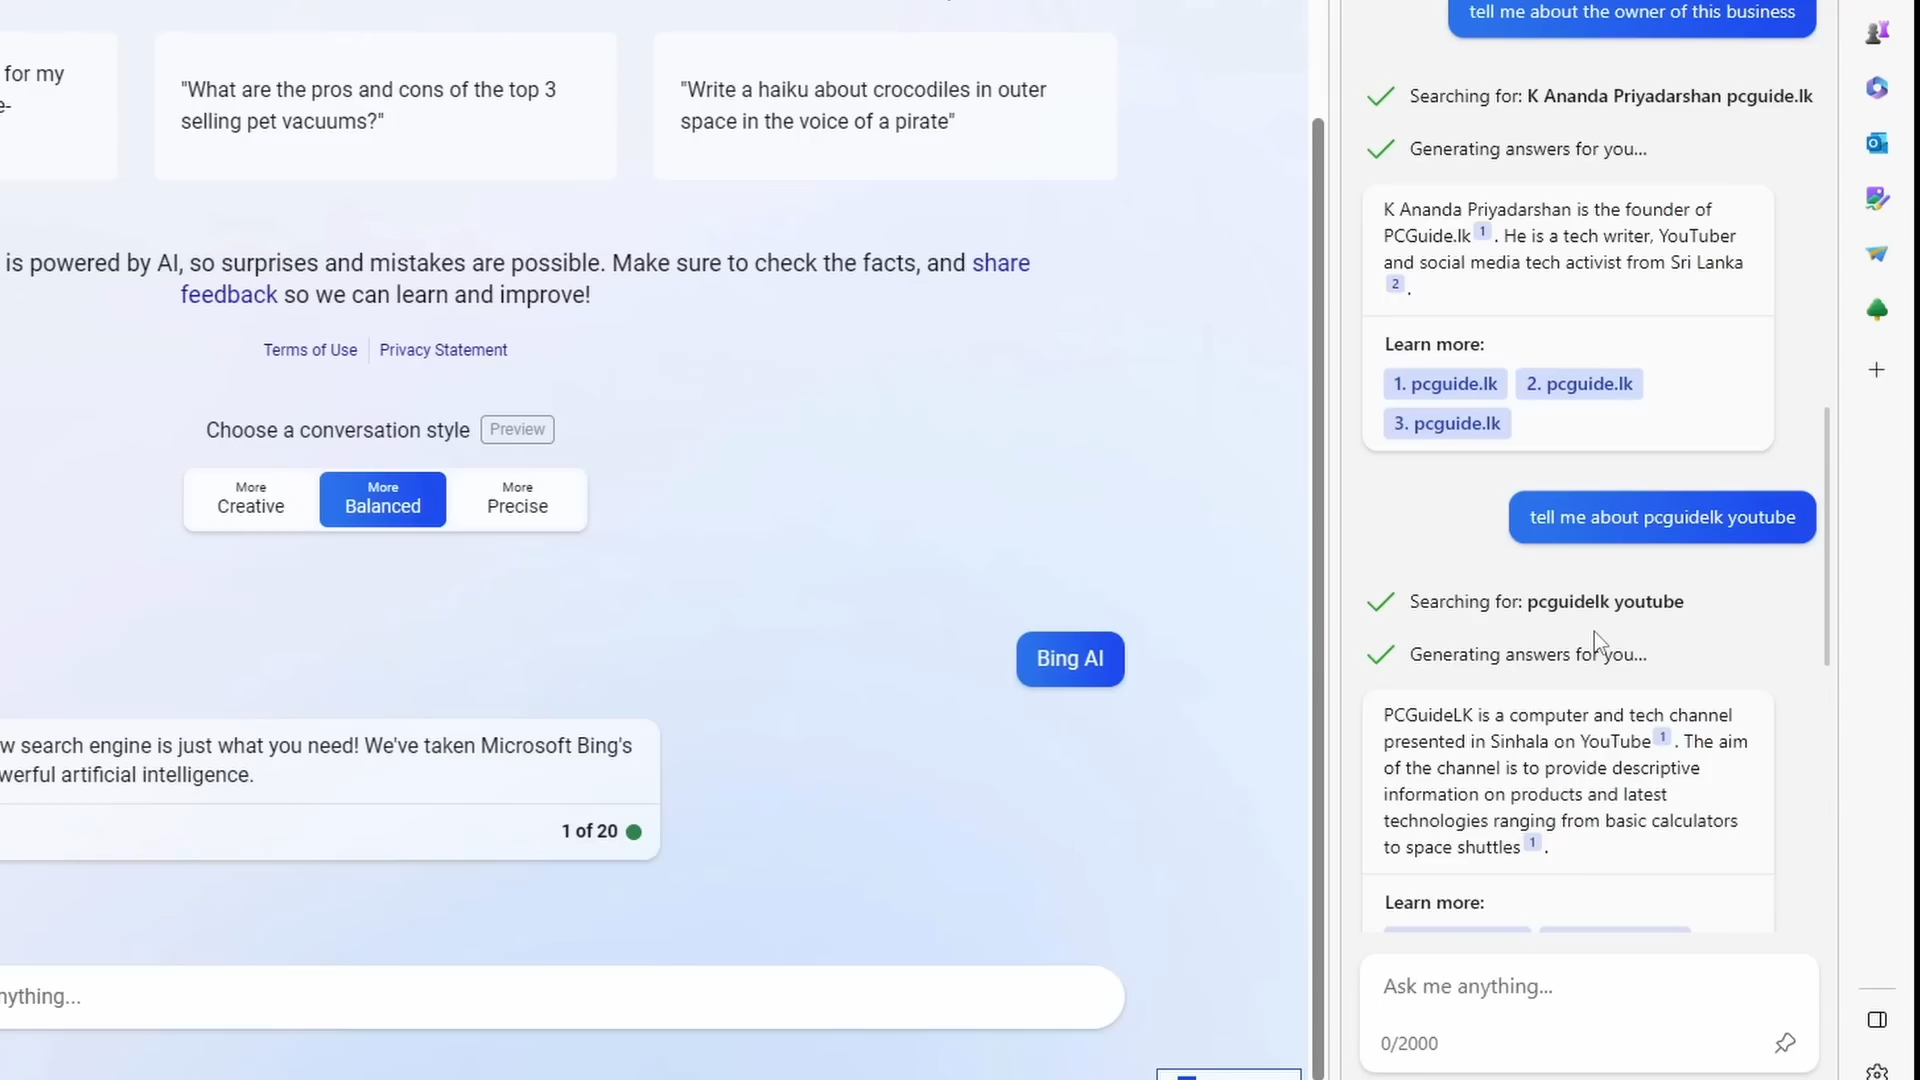 for my
e-
"What are the pros and cons of the top 3
selling pet vacuums?"
"Write a haiku about crocodiles in outer
space in the voice of a pirate"
is powered by AI, so surprises and mistakes are possible. Make sure to check the facts, and share
feedback so we can learn and improve!
Terms of Use
Privacy Statement
Choose a conversation style
Preview
More
Creative
More
Balanced
More
Precise
Bing AI
w search engine is just what you need! We've taken Microsoft Bing's
werful artificial intelligence.
1 of 20
nything...
tell me about the owner of this business
Searching for: K Ananda Priyadarshan pcguide.lk
Generating answers for you...
K Ananda Priyadarshan is the founder of
PCGuide.lk 1 . He is a tech writer, YouTuber
and social media tech activist from Sri Lanka
2 .
Learn more:
1. pcguide.lk
2. pcguide.lk
3. pcguide.lk
tell me about pcguidelk youtube
Searching for: pcguidelk youtube
Generating answers for you...
PCGuideLK is a computer and tech channel
presented in Sinhala on YouTube 1 . The aim
of the channel is to provide descriptive
information on products and latest
technologies ranging from basic calculators
to space shuttles 1 .
Learn more:
Ask me anything...
0/2000